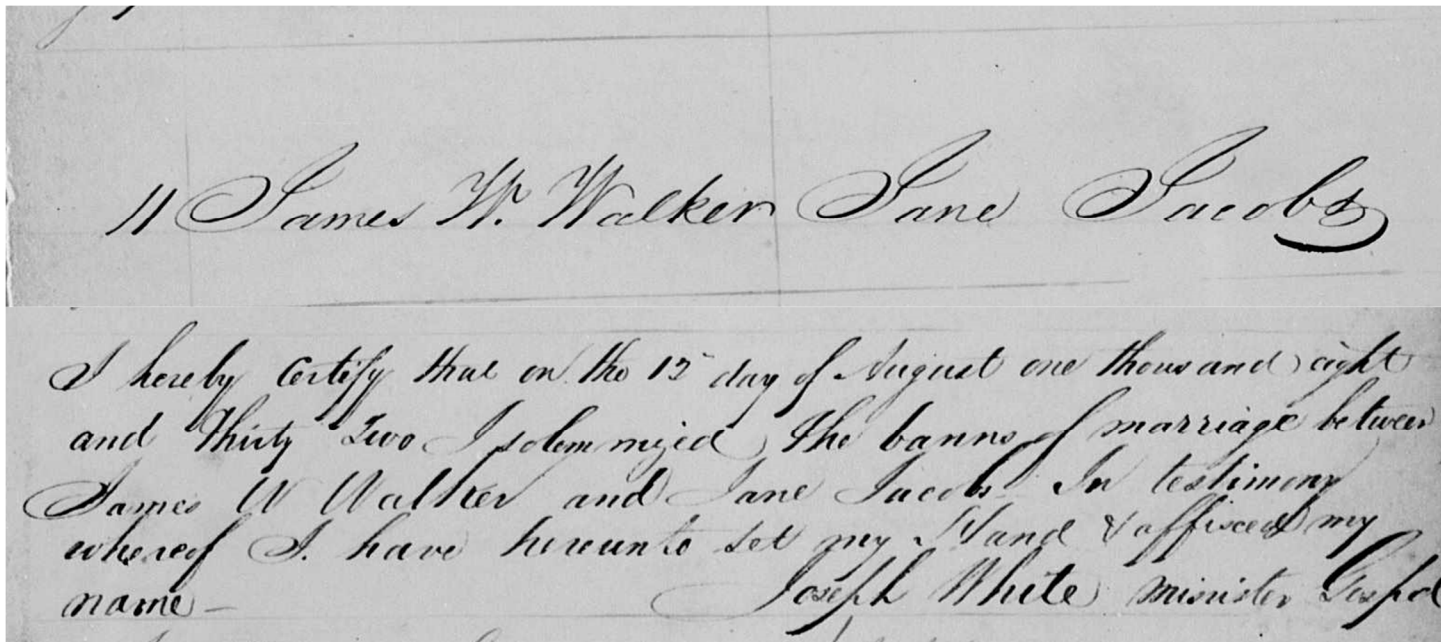 11 James W. Walker Jane Jacobs
I hereby certify that on the 12 day of August one thousand eight
and Thirty Two I solemnized the banns of marriage between
James W Walker and Jane Jacobs In testimony
whereof I have hereunto set my Hand & affixed my
name – Joseph White minister Gospel